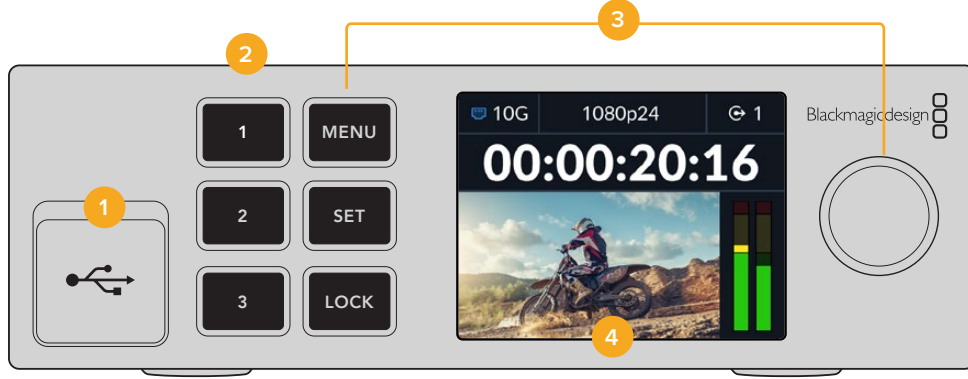 3
2
1 MENU
10G 1080p24 1
Blackmagicdesign
00:00:20:16
1
2 SET
3 LOCK
4